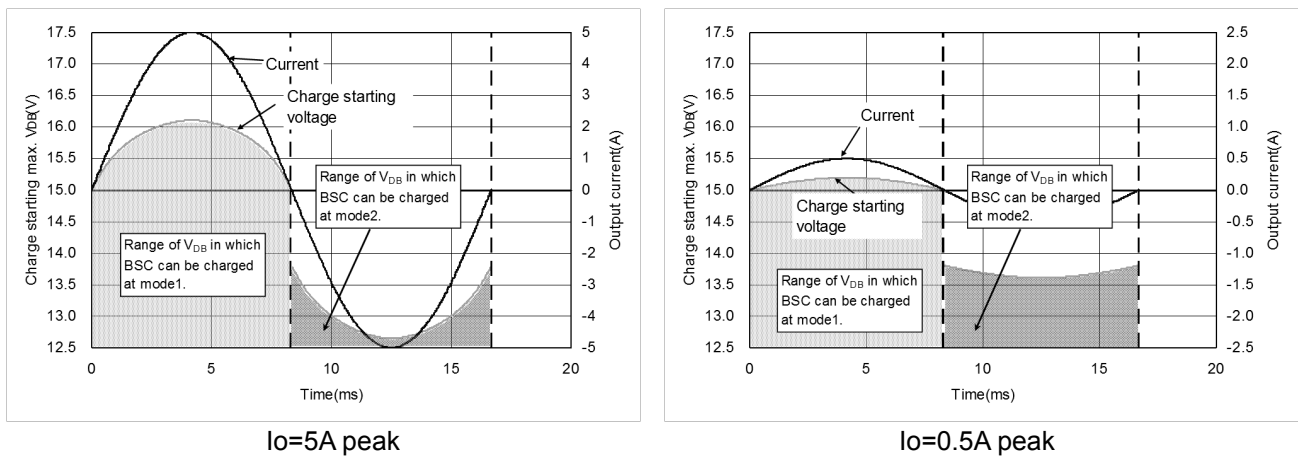 17.5
17.0
16.5
16.0
15.5
15.0
14.5
14.0
13.5
13.0
12.5
Charge starting max. VDB(V)
5
4
3
2
1
0
-1
-2
-3
-4
-5
Output current(A)
Current
Charge starting
voltage
Range of VDB in which
BSC can be charged
at mode2.
Range of VDB in which
BSC can be charged
at mode1.
0 5 10 15 20
Time(ms)
Io=5A peak
17.5
17.0
16.5
16.0
15.5
15.0
14.5
14.0
13.5
13.0
12.5
Charge starting max. VDB(V)
2.5
2.0
1.5
1.0
0.5
0.0
-0.5
-1.0
-1.5
-2.0
-2.5
Output current(A)
Current
Charge starting
voltage
Range of VDB in which
BSC can be charged
at mode2.
Range of VDB in which
BSC can be charged
at mode1.
0 5 10 15 20
Time(ms)
Io=0.5A peak